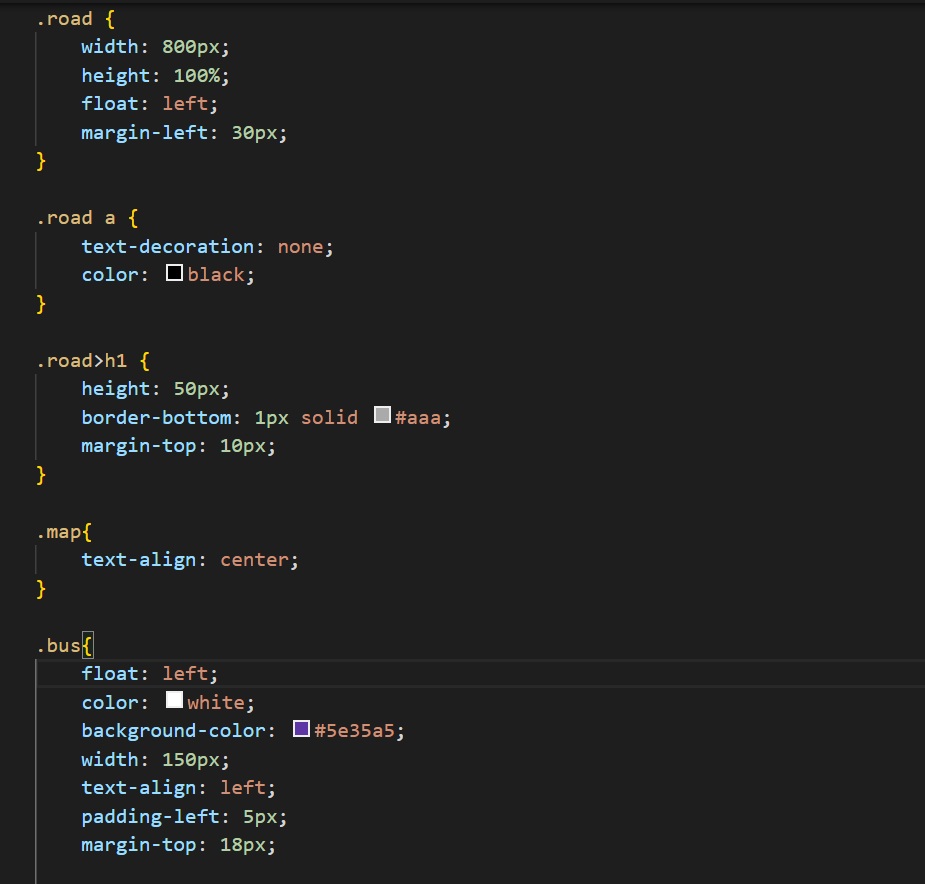 .road {
    width: 800px;
    height: 100%;
    float: left;
    margin-left: 30px;
}

.road a {
    text-decoration: none;
    color: black;
}

.road>h1 {
    height: 50px;
    border-bottom: 1px solid #aaa;
    margin-top: 10px;
}

.map{
    text-align: center;
}

.bus{
    float: left;
    color: white;
    background-color: #5e35a5;
    width: 150px;
    text-align: left;
    padding-left: 5px;
    margin-top: 18px;